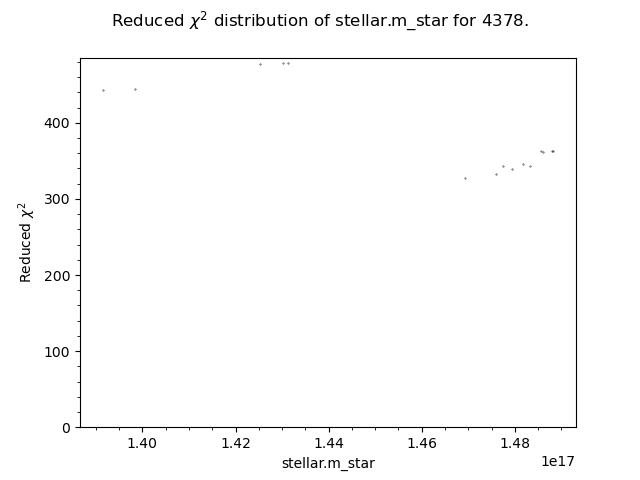 Reduced χ² distribution of stellar.m_star for 4378.
400
300
200
100
0
Reduced χ²
1.40 1.42 1.44 1.46 1.48
1e17
stellar.m_star